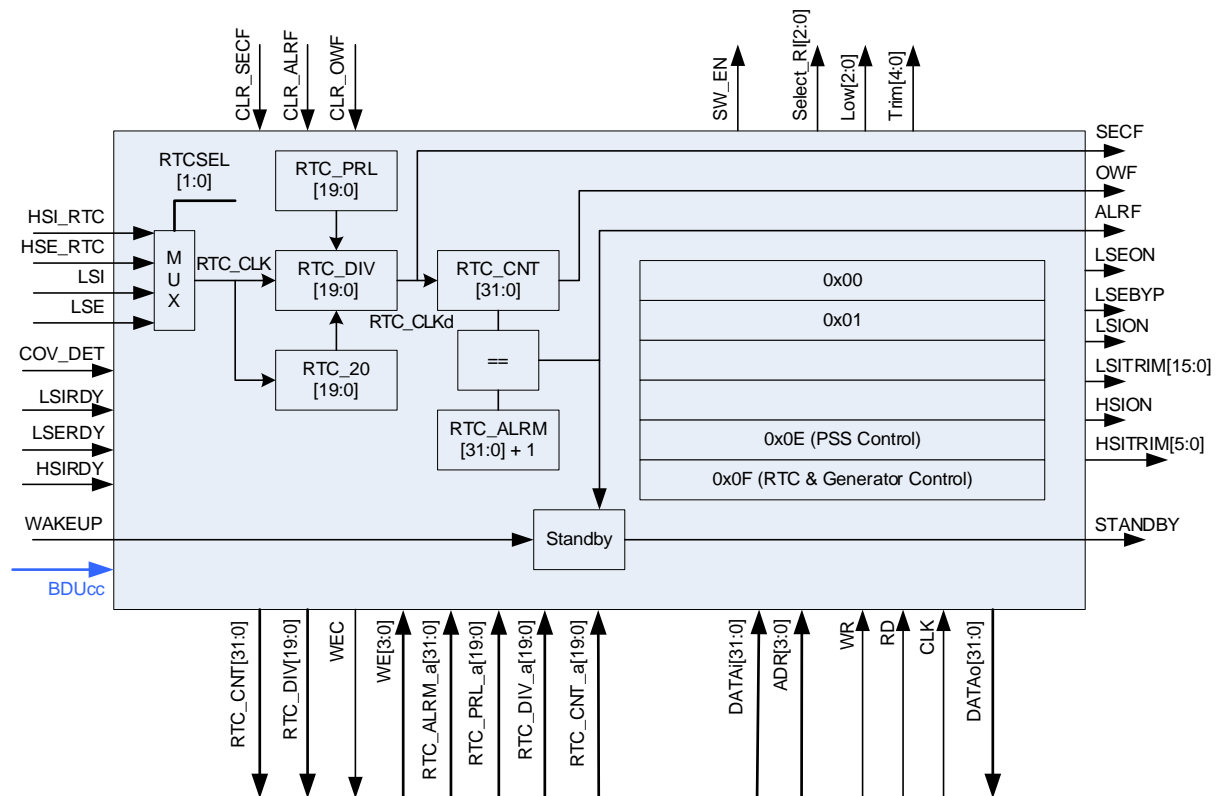 CLR_SECF
CLR_ALRF
CLR_OWF
SW_EN
Select_RI[2:0]
Low[2:0]
Trim[4:0]
RTCSEL
[1:0]
RTC_PRL
[19:0]
SECF
OWF
ALRF
HSI_RTC
HSE_RTC
LSI
LSE
M
U
X
RTC_CLK
RTC_DIV
[19:0]
RTC_CLKd
RTC_CNT
[31:0]
0x00
0x01
LSEON
LSEBYP
LSION
LSITRIM[15:0]
HSION
HSITRIM[5:0]
COV_DET
LSIRDY
LSERDY
HSIRDY
RTC_20
[19:0]
==
RTC_ALRM
[31:0] + 1
0x0E (PSS Control)
0x0F (RTC & Generator Control)
WAKEUP
Standby
STANDBY
BDUcc
RTC_CNT[31:0]
RTC_DIV[19:0]
WEC
WE[3:0]
RTC_ALRM_a[31:0]
RTC_PRL_a[19:0]
RTC_DIV_a[19:0]
RTC_CNT_a[19:0]
DATAi[31:0]
ADR[3:0]
WR
RD
CLK
DATAo[31:0]